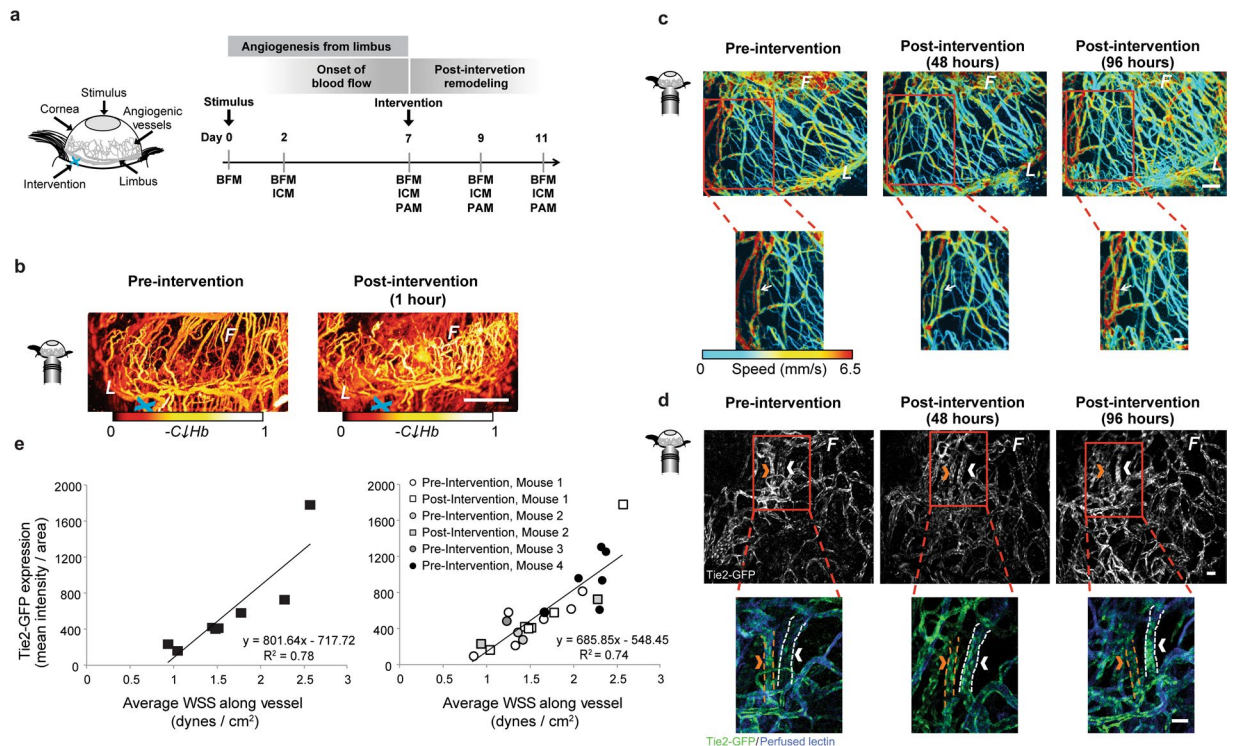 a
Angiogenesis from limbus
Onset of
blood flow
Post-intervetion
remodeling
Stimulus
Cornea
Angiogenic
vessels
Intervention
Limbus
Stimulus
Intervention
Day 0 2 7 9 11
BFM BFM BFM BFM BFM
ICM ICM ICM ICM
PAM PAM PAM
b
Pre-intervention
Post-intervention
(1 hour)
F
L
F
0 -C↓Hb 1
0 -C↓Hb 1
c
Pre-intervention
Post-intervention
(48 hours)
Post-intervention
(96 hours)
F
L
F
L
F
L
0 Speed (mm/s) 6.5
d
Pre-intervention
Post-intervention
(48 hours)
Post-intervention
(96 hours)
F
F
F
Tie2-GFP
Tie2-GFP/Perfused lectin
e
Tie2-GFP expression
(mean intensity / area)
2000
1600
1200
800
400
0
0 0.5 1 1.5 2 2.5 3
y = 801.64x - 717.72
R² = 0.78
Average WSS along vessel
(dynes / cm²)
2000
1600
1200
800
400
0
0 0.5 1 1.5 2 2.5 3
Pre-Intervention, Mouse 1
Post-Intervention, Mouse 1
Pre-Intervention, Mouse 2
Post-Intervention, Mouse 2
Pre-Intervention, Mouse 3
Pre-Intervention, Mouse 4
y = 685.85x - 548.45
R² = 0.74
Average WSS along vessel
(dynes / cm²)